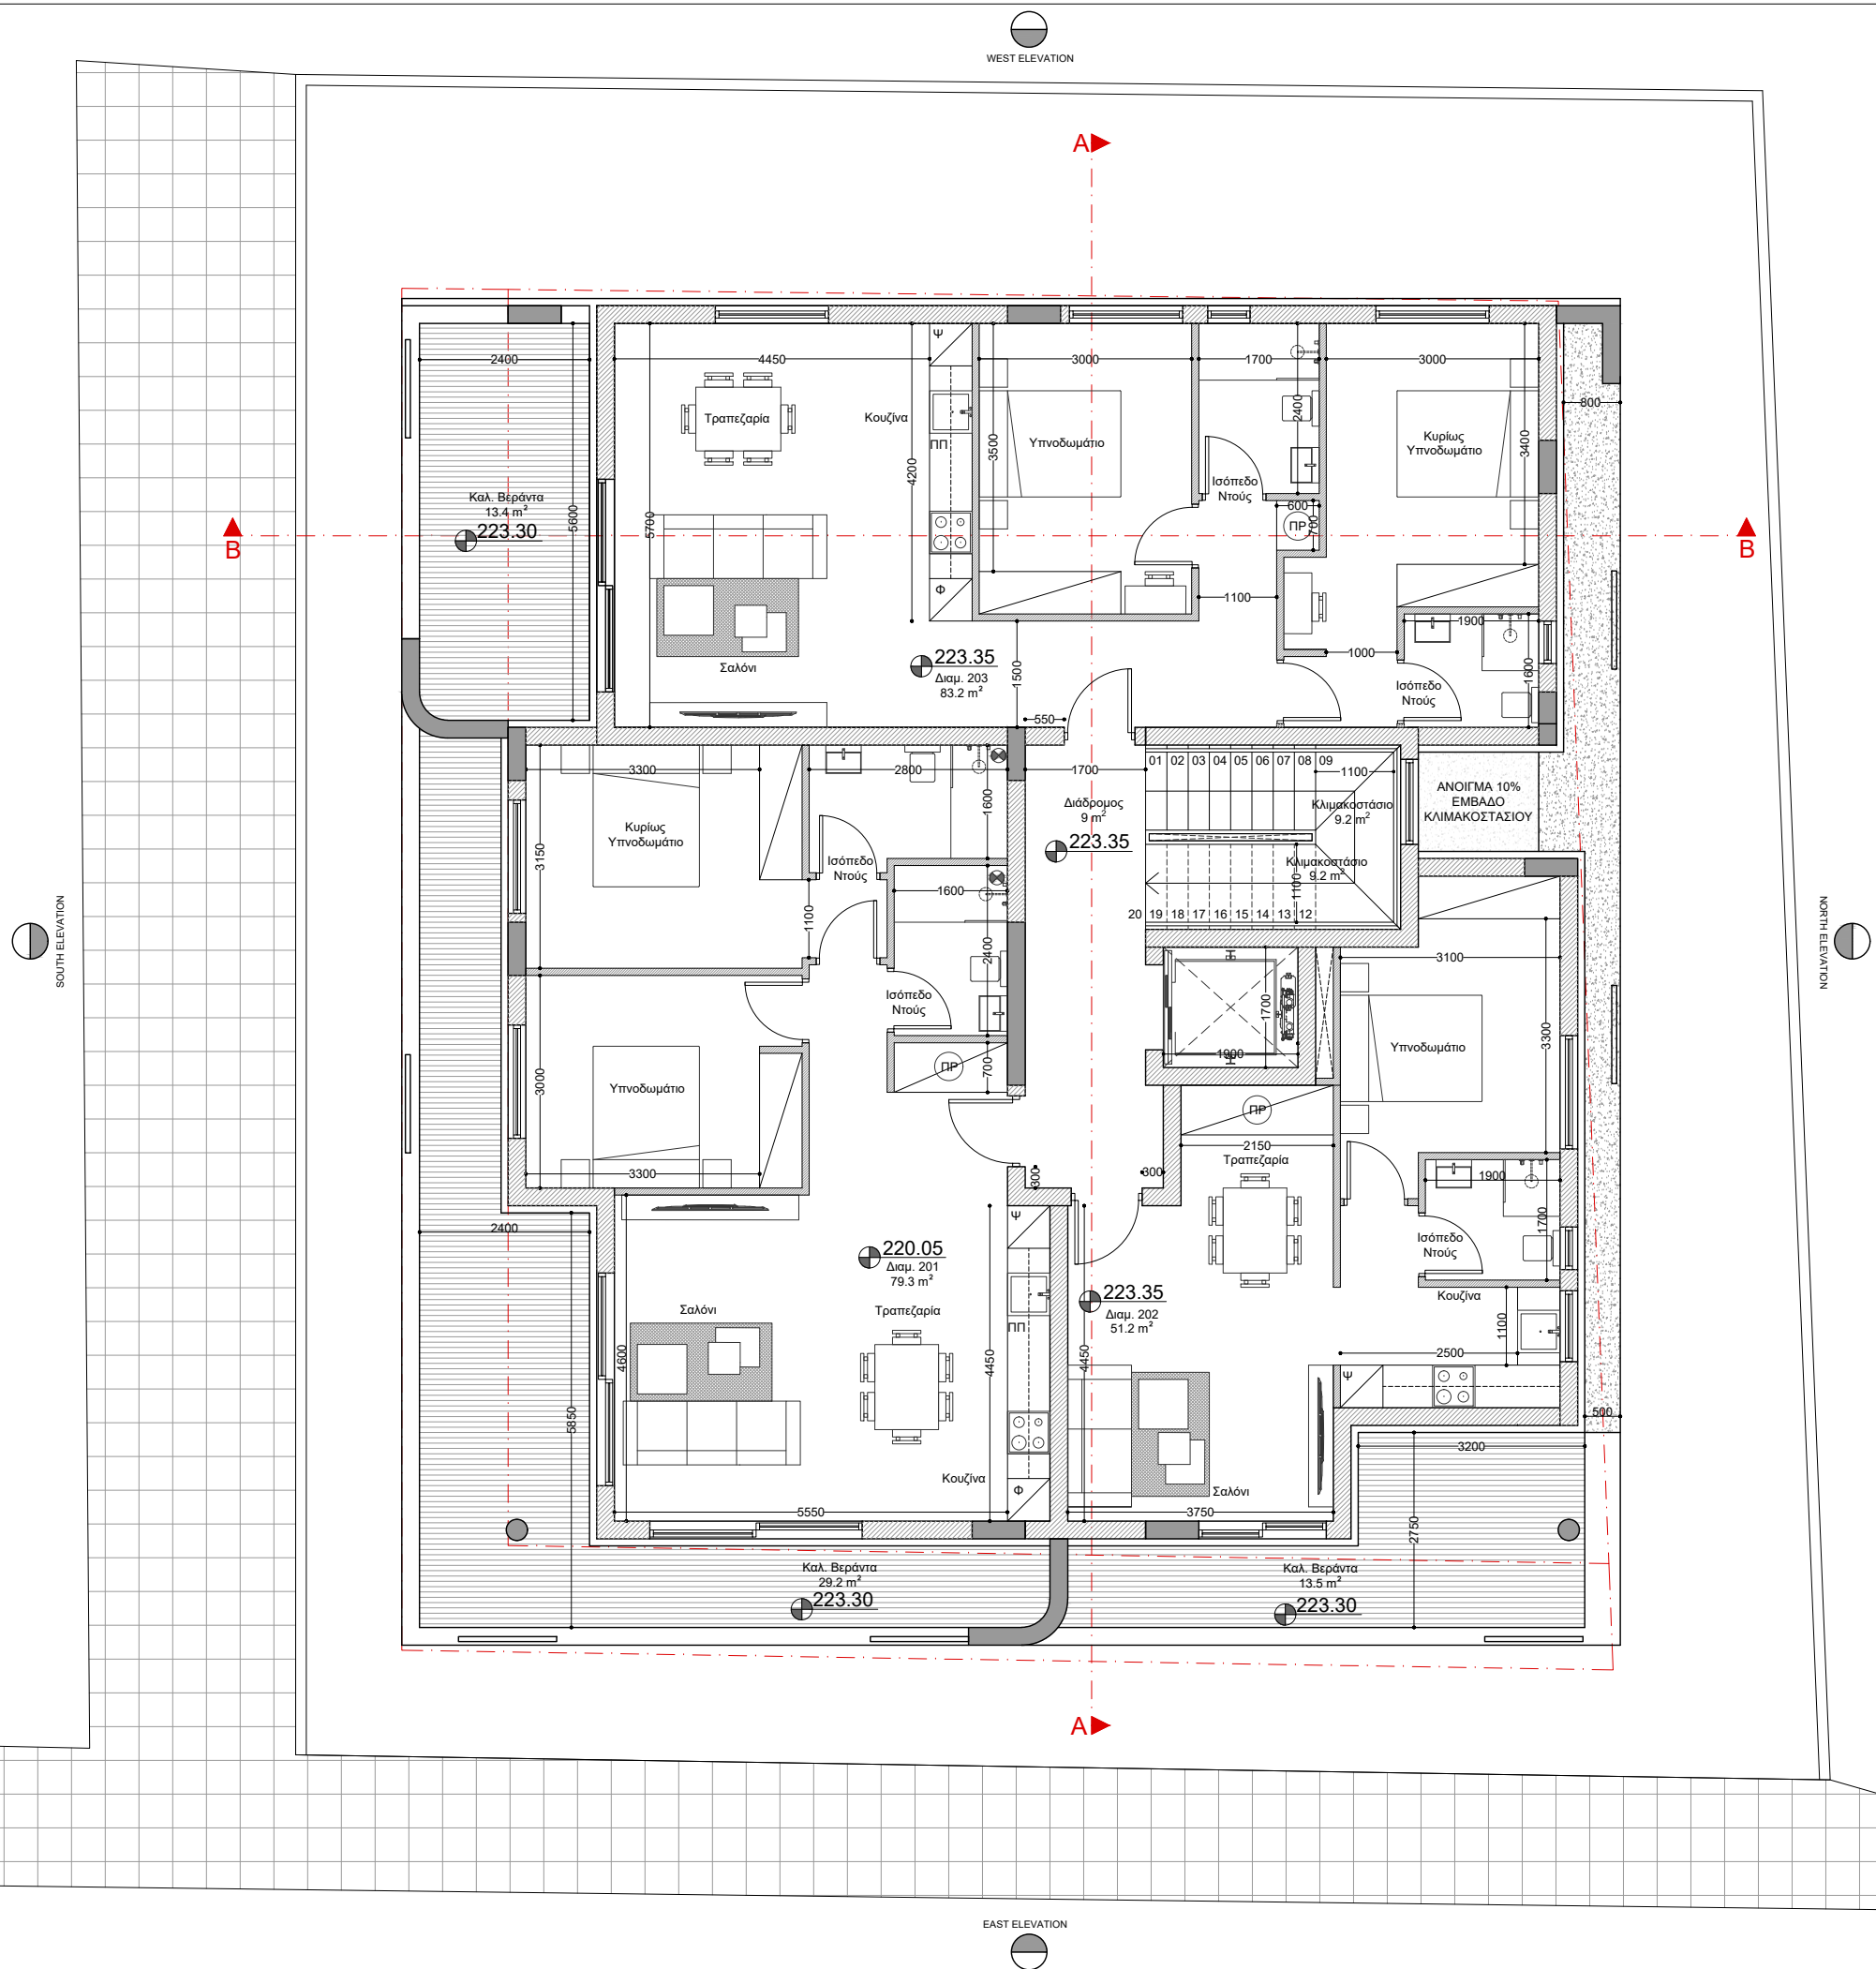 WEST ELEVATION
A
2400
4450
Ψ
3000
1700
3000
800
Τραπεζαρία
Κουζίνα
ΠΠ
4200
3500
Υπνοδωμάτιο
2400
Κυρίως
Υπνοδωμάτιο
3400
Ισόπεδο
Ντούς
600
ΠΡ
700
Καλ. Βεράντα
13.4 m²
223.30
5600
5700
B
B
Φ
1100
Σαλόνι
223.35
Διαμ. 203
83.2 m²
1500
550
1000
1900
1600
Ισόπεδο
Ντούς
3300
2800
1700
01 02 03 04 05 06 07 08 09
1100
Κλιμακοστάσιο
9.2 m²
ΑΝΟΙΓΜΑ 10%
ΕΜΒΑΔΟ
ΚΛΙΜΑΚΟΣΤΑΣΙΟΥ
Κυρίως
Υπνοδωμάτιο
3150
1600
Ισόπεδο
Ντούς
Διάδρομος
9 m²
223.35
Κλιμακοστάσιο
9.2 m²
1100
1600
1100
20 19 18 17 16 15 14 13 12
SOUTH ELEVATION
NORTH ELEVATION
2400
Ισόπεδο
Ντούς
3100
1700
1900
3300
Υπνοδωμάτιο
Υπνοδωμάτιο
3000
ΠΡ
700
ΠΡ
2150
Τραπεζαρία
3300
300
300
1900
1700
2400
Ψ
220.05
Διαμ. 201
79.3 m²
Ισόπεδο
Ντούς
Σαλόνι
Τραπεζαρία
ΠΠ
223.35
Διαμ. 202
51.2 m²
Κουζίνα
1100
2500
4600
4450
4450
Ψ
5850
500
3200
Κουζίνα
Φ
Σαλόνι
5550
3750
2750
Καλ. Βεράντα
29.2 m²
223.30
Καλ. Βεράντα
13.5 m²
223.30
A
EAST ELEVATION